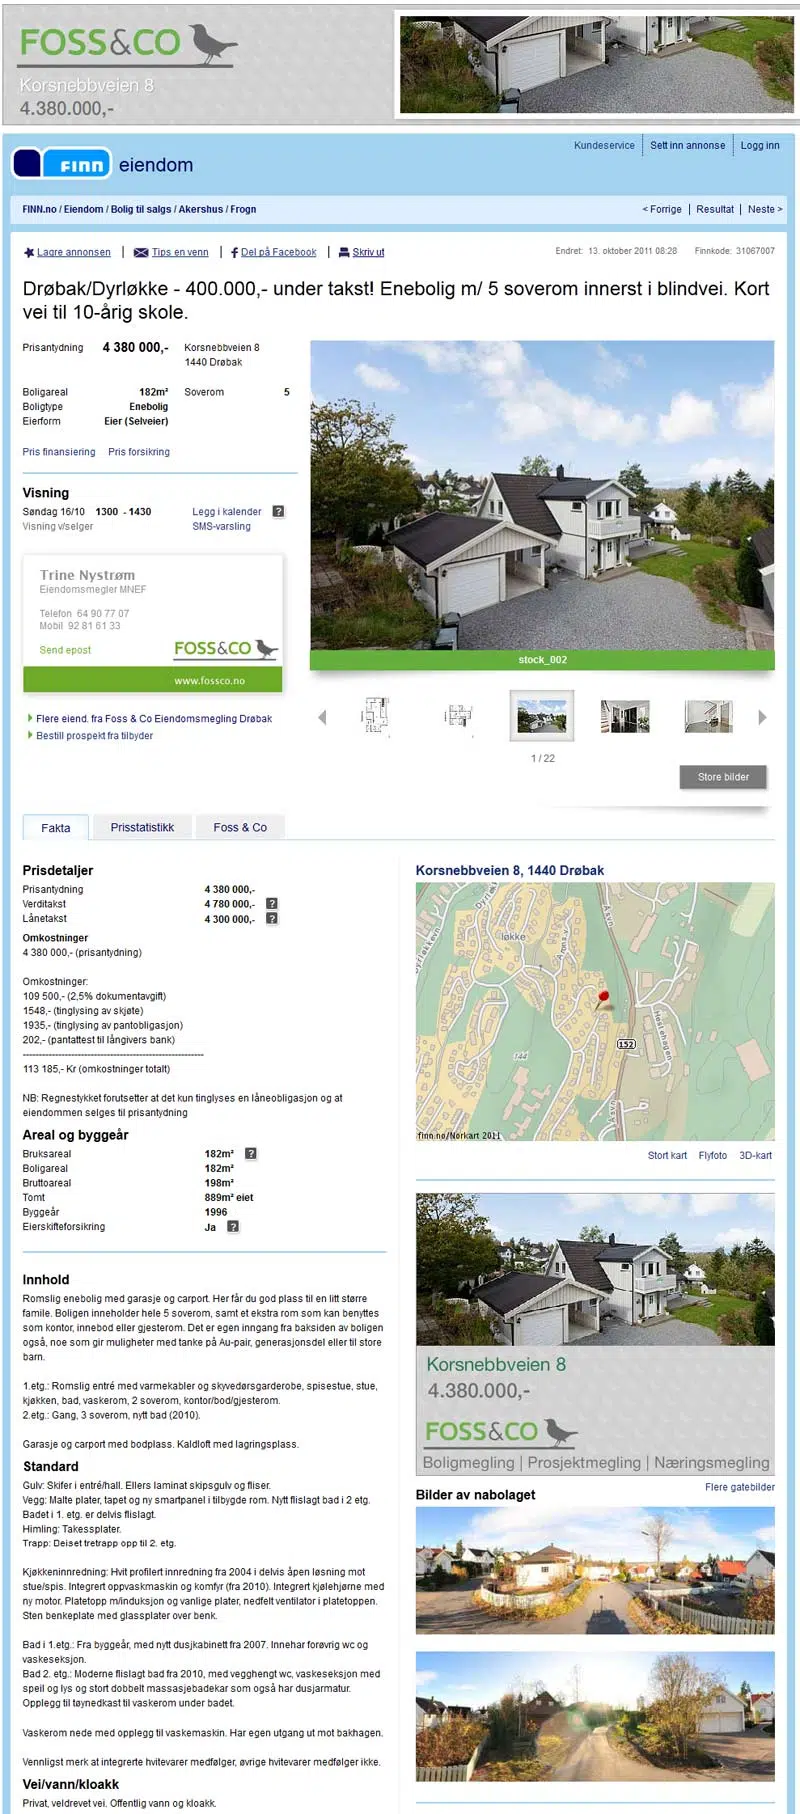 FOSS&CO
Korsnebbveien 8
4.380.000,-
FINN eiendom
Kundeservice | Sett inn annonse | Logg inn
FINN.no / Eiendom / Bolig til salgs / Akershus / Frogn
< Forrige | Resultat | Neste >
Lagre annonsen | Tips en venn | Del på Facebook | Skriv ut
Endret: 13. oktober 2011 08:28 Finnkode: 31067007
Drøbak/Dyrløkke - 400.000,- under takst! Enebolig m/ 5 soverom innerst i blindvei. Kort
vei til 10-årig skole.
Prisantydning 4 380 000,- Korsnebbveien 8
1440 Drøbak
Boligareal 182m² Soverom 5
Boligtype Enebolig
Eierform Eier (Selveier)
Pris finansiering Pris forsikring
Visning
Søndag 16/10 1300 - 1430 Legg i kalender ?
Visning v/selger SMS-varsling
Trine Nystrøm
Eiendomsmegler MNEF
Telefon 64 90 77 07
Mobil 92 81 61 33
Send epost
FOSS&CO
www.fossco.no
stock_002
Flere eiend. fra Foss & Co Eiendomsmegling Drøbak
Bestill prospekt fra tilbyder
1 / 22
Store bilder
Fakta Prisstatistikk Foss & Co
Prisdetaljer
Prisantydning 4 380 000,-
Verditakst 4 780 000,- ?
Lånetakst 4 300 000,- ?
Omkostninger
4 380 000,- (prisantydning)
Omkostninger:
109 500,- (2,5% dokumentavgift)
1548,- (tinglysing av skjøte)
1935,- (tinglysing av pantobligasjon)
202,- (pantattest til långivers bank)
------------------------------------------------------------
113 185,- Kr (omkostninger totalt)
NB: Regnestykket forutsetter at det kun tinglyses en låneobligasjon og at
eiendommen selges til prisantydning
Areal og byggeår
Bruksareal 182m² ?
Boligareal 182m²
Bruttoareal 198m²
Tomt 889m² eiet
Byggeår 1996
Eierskifteforsikring Ja ?
Innhold
Romslig enebolig med garasje og carport. Her får du god plass til en litt større
famile. Boligen inneholder hele 5 soverom, samt et ekstra rom som kan benyttes
som kontor, innebod eller gjesterom. Det er egen inngang fra baksiden av boligen
også, noe som gir muligheter med tanke på Au-pair, generasjonsdel eller til store
barn.
1.etg.: Romslig entré med varmekabler og skyvedørsgarderobe, spisestue, stue,
kjøkken, bad, vaskerom, 2 soverom, kontor/bod/gjesterom.
2.etg.: Gang, 3 soverom, nytt bad (2010).
Garasje og carport med bodplass. Kaldloft med lagringsplass.
Standard
Gulv: Skifer i entré/hall. Ellers laminat skipsgulv og fliser.
Vegg: Malte plater, tapet og ny smartpanel i tilbygde rom. Nytt flislagt bad i 2 etg.
Badet i 1. etg. er delvis flislagt.
Himling: Takessplater.
Trapp: Beiset tretrapp opp til 2. etg.
Kjøkkeninnredning: Hvit profilert innredning fra 2004 i delvis åpen løsning mot
stue/spis. Integrert oppvaskmaskin og komfyr (fra 2010). Integrert kjølehjørne med
ny motor. Platetopp m/induksjon og vanlige plater, nedfelt ventilator i platetoppen.
Sten benkeplate med glassplater over benk.
Bad i 1.etg.: Fra byggeår, med nytt dusjkabinett fra 2007. Innehar forøvrig wc og
vaskeseksjon.
Bad 2. etg.: Moderne flislagt bad fra 2010, med vegghengt wc, vaskeseksjon med
speil og lys og stort dobbelt massasjebadekar som også har dusjarmatur.
Opplegg til tøynedkast til vaskerom under badet.
Vaskerom nede med opplegg til vaskemaskin. Har egen utgang ut mot bakhagen.
Vennligst merk at integrerte hvitevarer medfølger, øvrige hvitevarer medfølger ikke.
Vei/vann/kloakk
Privat, veldrevet vei. Offentlig vann og kloakk.
Korsnebbveien 8, 1440 Drøbak
Dyrløkkevn
løkke
Arons v
Åsvn
152
Hestehagen
144
Åsvn
finn.no/Norkart 2011
Stort kart Flyfoto 3D-kart
Korsnebbveien 8
4.380.000,-
FOSS&CO
Boligmegling | Prosjektmegling | Næringsmegling
Flere gatebilder
Bilder av nabolaget